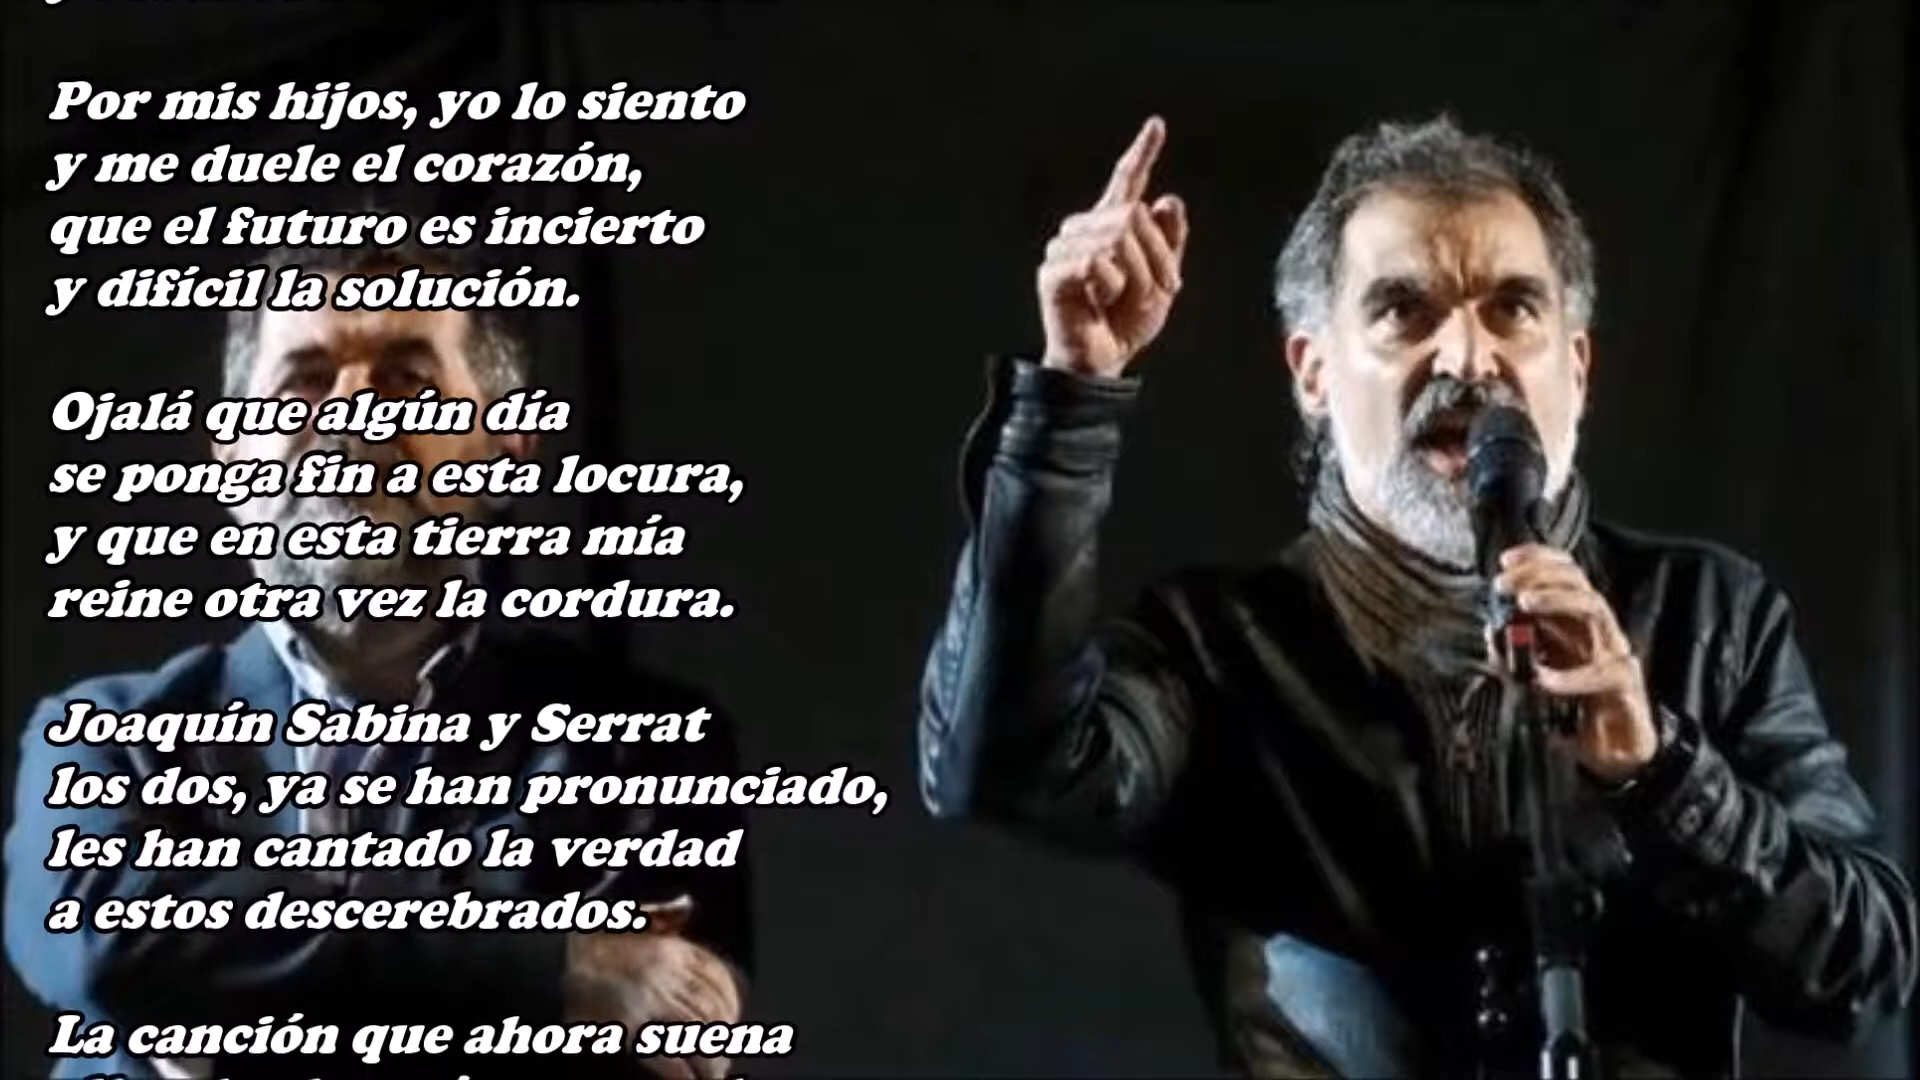 Por mis hijos, yo lo siento
y me duele el corazón,
que el futuro es incierto
y difícil la solución.
Ojalá que algún día
se ponga fin a esta locura,
y que en esta tierra mía
reine otra vez la cordura.
Joaquín Sabina y Serrat
los dos, ya se han pronunciado,
les han cantado la verdad
a estos descerebrados.
La canción que ahora suena